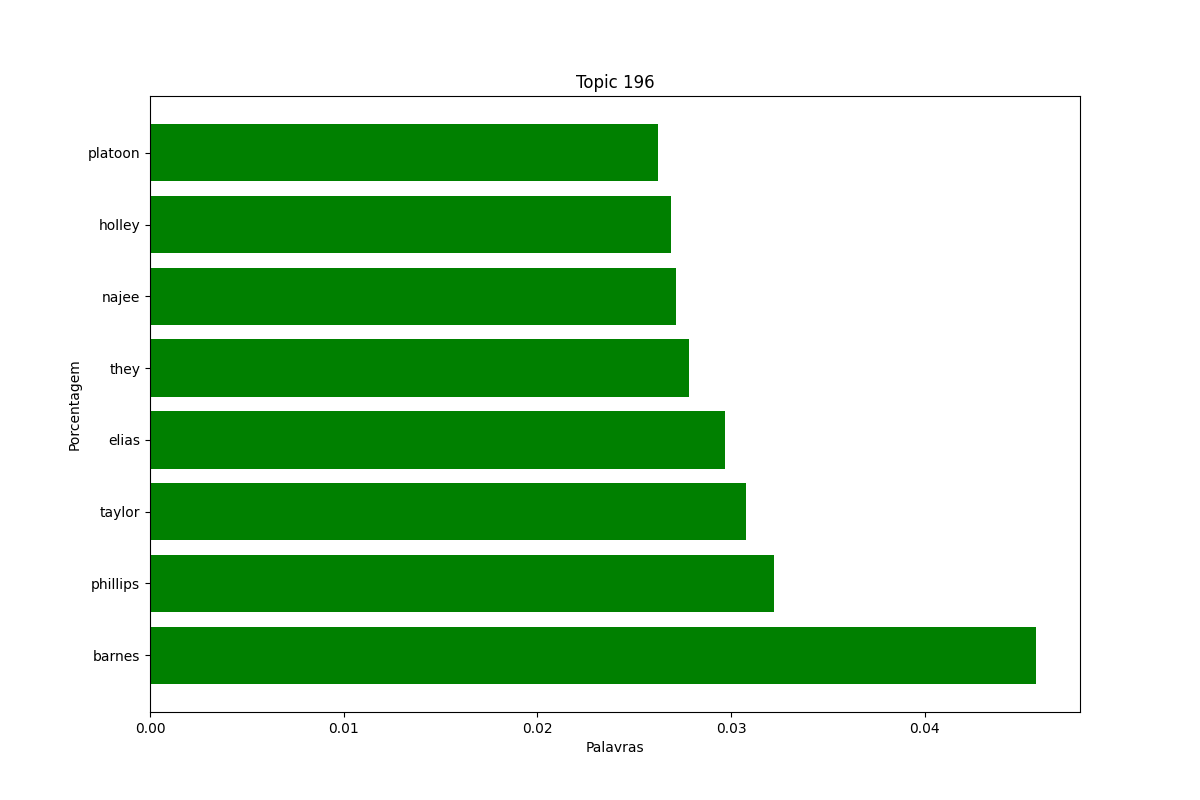 Topic 196
platoon
holley
najee
they
elias
taylor
phillips
barnes
Porcentagem
0.00 0.01 0.02 0.03 0.04
Palavras